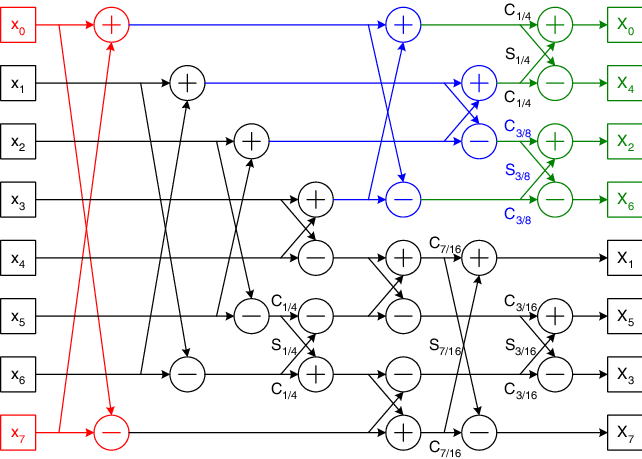 x0 + − C1/4 + X0
S1/4
x1 + + C1/4 − X4
x2 + − C3/8 + X2
S3/8
x3 + − C3/8 − X6
x4 − + C7/16 + X1
x5 − C1/4 − − C3/16 + X5
S1/4 S7/16 S3/16
x6 − C1/4 + − C3/16 − X3
x7 − + C7/16 − X7